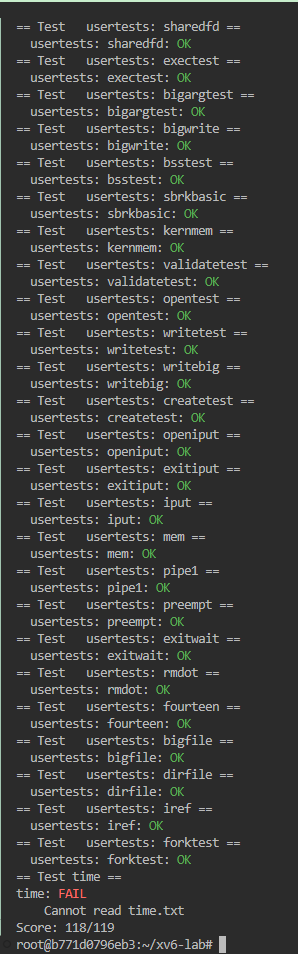 == Test   usertests: sharedfd ==
  usertests: sharedfd: OK
== Test   usertests: exectest ==
  usertests: exectest: OK
== Test   usertests: bigargtest ==
  usertests: bigargtest: OK
== Test   usertests: bigwrite ==
  usertests: bigwrite: OK
== Test   usertests: bsstest ==
  usertests: bsstest: OK
== Test   usertests: sbrkbasic ==
  usertests: sbrkbasic: OK
== Test   usertests: kernmem ==
  usertests: kernmem: OK
== Test   usertests: validatetest ==
  usertests: validatetest: OK
== Test   usertests: opentest ==
  usertests: opentest: OK
== Test   usertests: writetest ==
  usertests: writetest: OK
== Test   usertests: writebig ==
  usertests: writebig: OK
== Test   usertests: createtest ==
  usertests: createtest: OK
== Test   usertests: openiput ==
  usertests: openiput: OK
== Test   usertests: exitiput ==
  usertests: exitiput: OK
== Test   usertests: iput ==
  usertests: iput: OK
== Test   usertests: mem ==
  usertests: mem: OK
== Test   usertests: pipe1 ==
  usertests: pipe1: OK
== Test   usertests: preempt ==
  usertests: preempt: OK
== Test   usertests: exitwait ==
  usertests: exitwait: OK
== Test   usertests: rmdot ==
  usertests: rmdot: OK
== Test   usertests: fourteen ==
  usertests: fourteen: OK
== Test   usertests: bigfile ==
  usertests: bigfile: OK
== Test   usertests: dirfile ==
  usertests: dirfile: OK
== Test   usertests: iref ==
  usertests: iref: OK
== Test   usertests: forktest ==
  usertests: forktest: OK
== Test time ==
time: FAIL
    Cannot read time.txt
Score: 118/119
root@b771d0796eb3:~/xv6-lab#